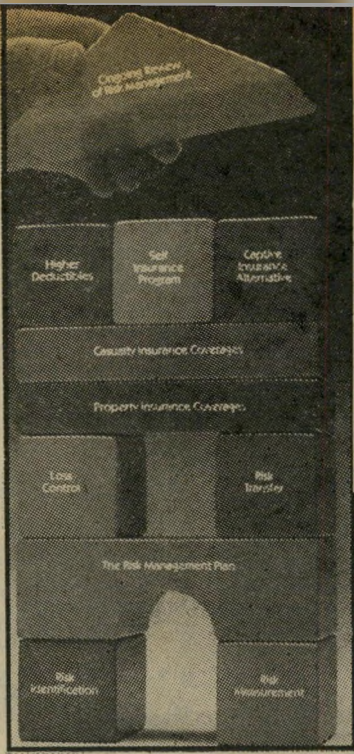 Ongoing Review
of Risk Management
Higher
Deductibles
Self
Insurance
Program
Captive
Insurance
Alternative
Casualty Insurance Coverages
Property Insurance Coverages
Loss
Control
Risk
Transfer
The Risk Management Plan
Risk
Identification
Risk
Measurement